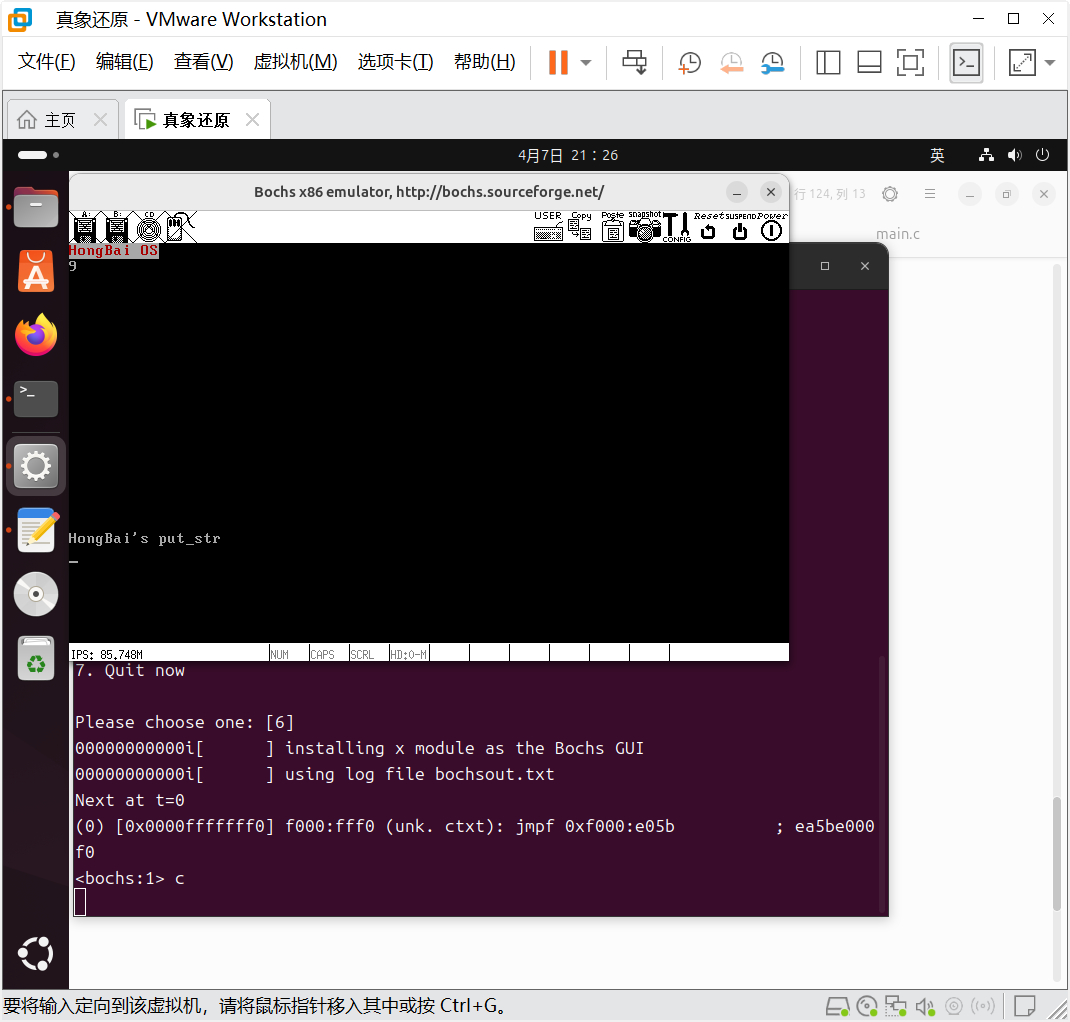 真象还原 - VMware Workstation
文件(F) 编辑(E) 查看(V) 虚拟机(M) 选项卡(T) 帮助(H)
主页 真象还原
4月7日 21：26 英
Bochs x86 emulator, http://bochs.sourceforge.net/
行 124, 列 13
A: B: CD USER Copy Paste snapshot CONFIG Reset SUSPEND Power
main.c
HongBai OS
9
HongBai's put_str
IPS: 85.748M NUM CAPS SCRL HD:0-M
7. Quit now
Please choose one: [6]
00000000000i[      ] installing x module as the Bochs GUI
00000000000i[      ] using log file bochsout.txt
Next at t=0
(0) [0x0000fffffff0] f000:fff0 (unk. ctxt): jmpf 0xf000:e05b          ; ea5be000
f0
<bochs:1> c
要将输入定向到该虚拟机，请将鼠标指针移入其中或按 Ctrl+G。